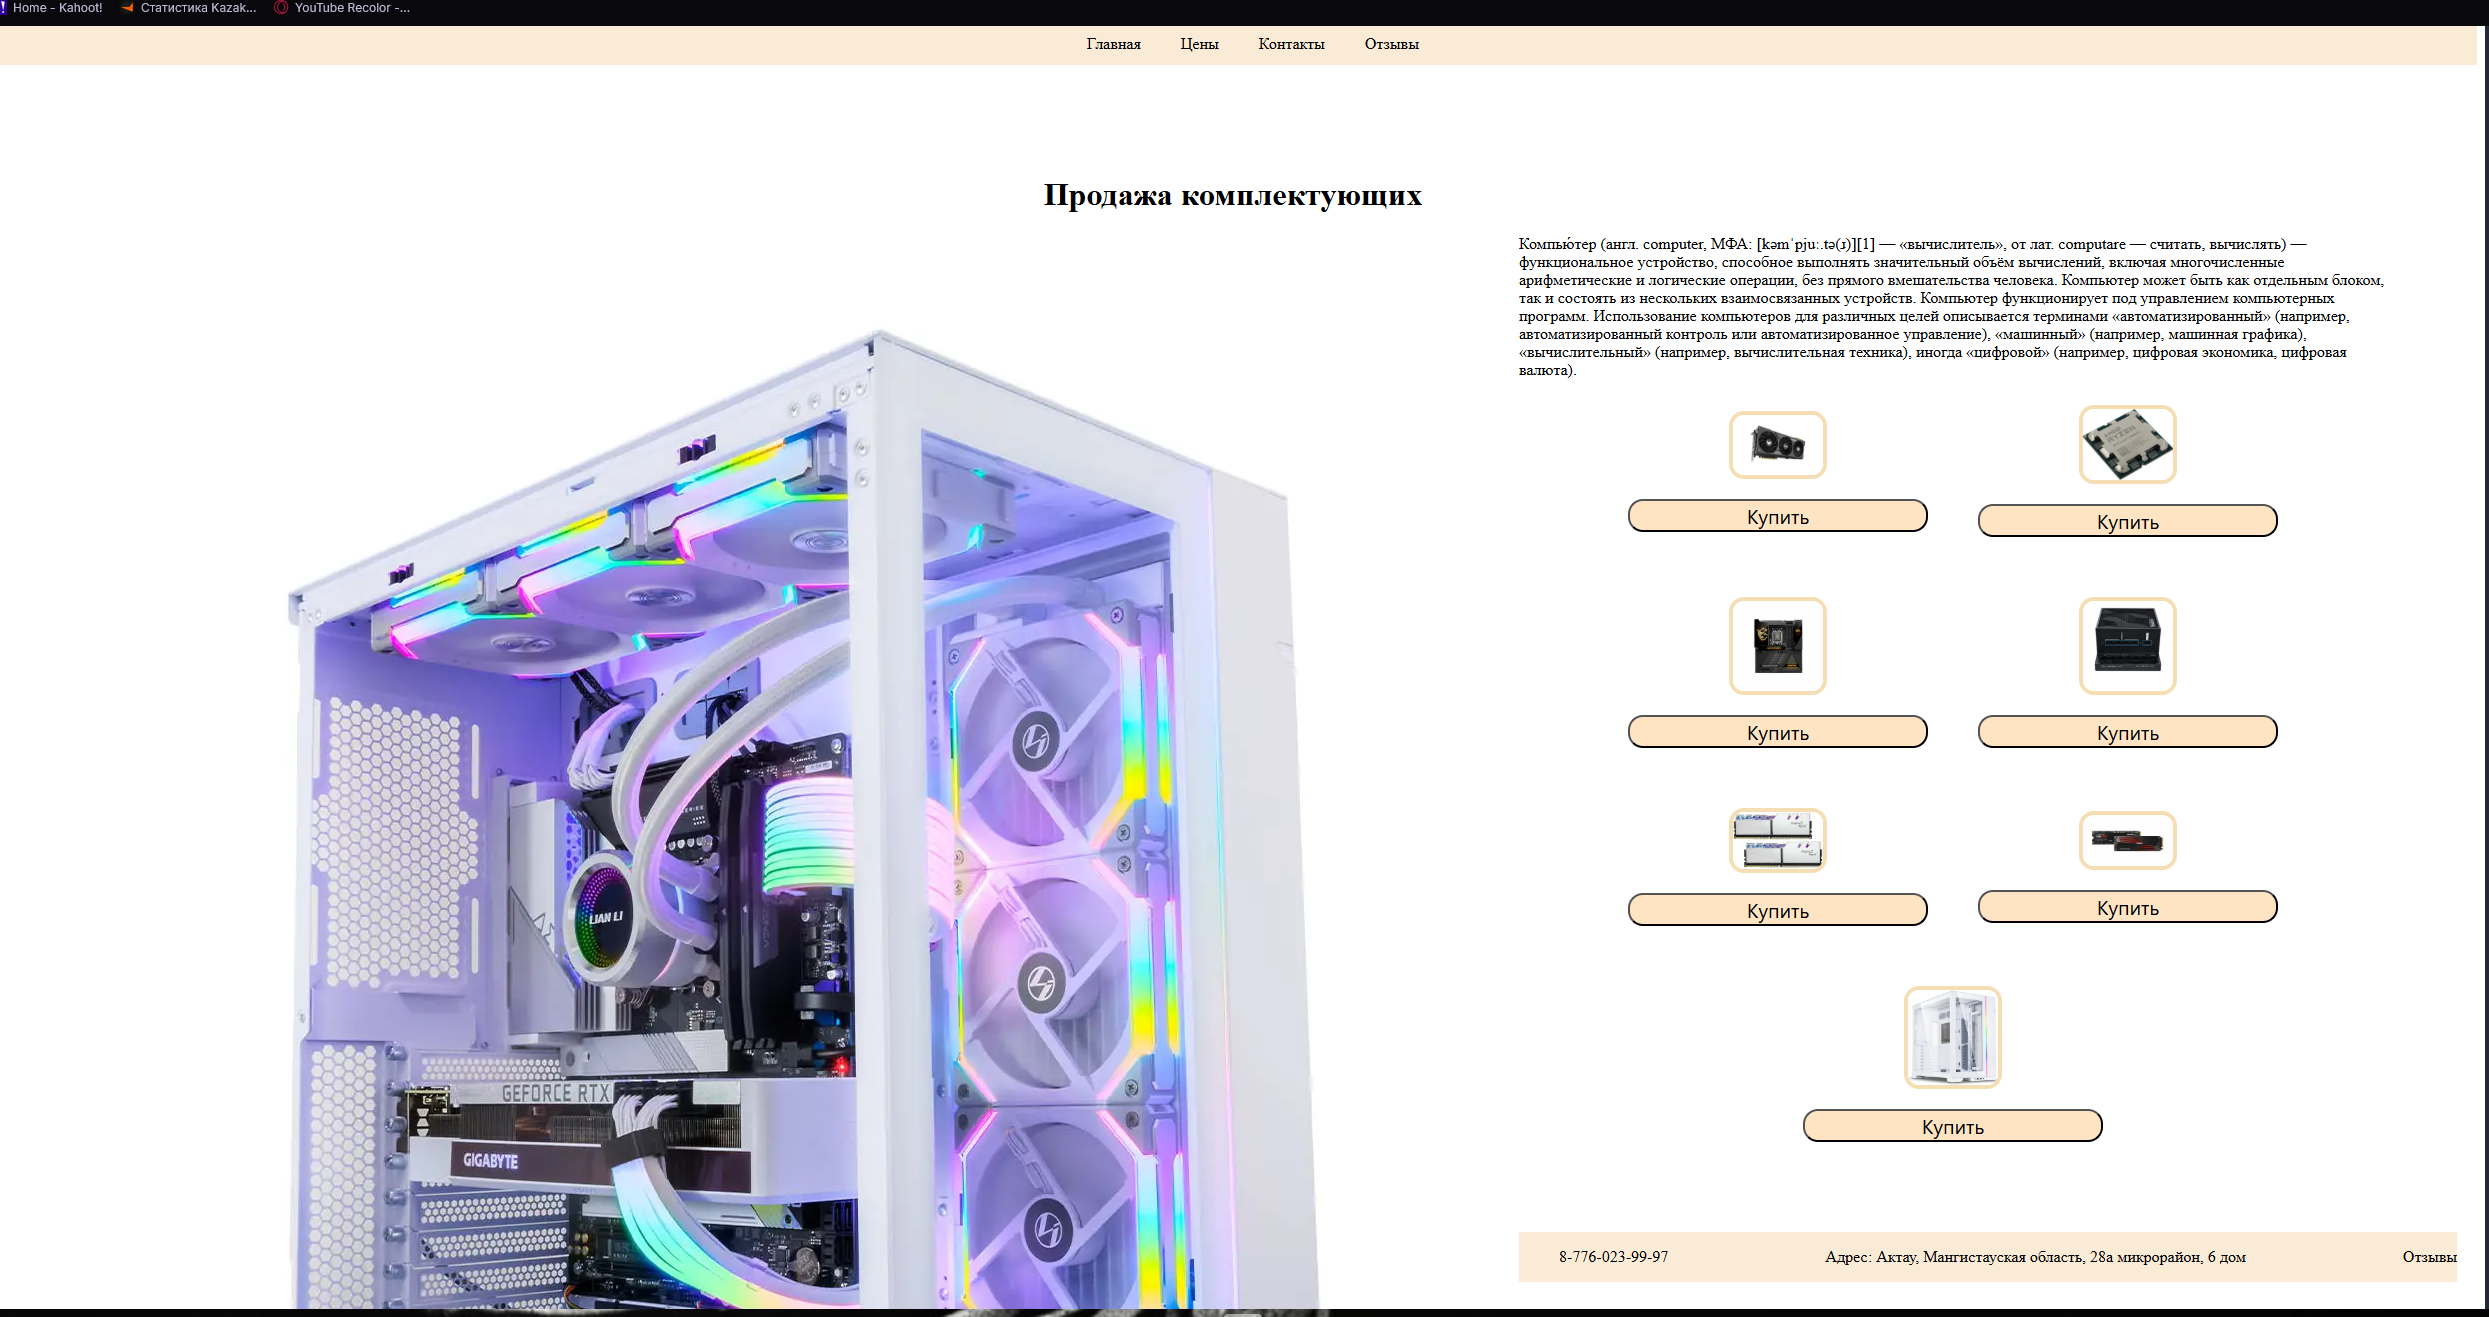 Home - Kahoot!
Статистика Kazak...
YouTube Recolor -...
Главная
Цены
Контакты
Отзывы
Продажа комплектующих
Компью́тер (англ. computer, МФА: [kəmˈpjuː.tə(ɹ)][1] — «вычислитель», от лат. computare — считать, вычислять) —
функциональное устройство, способное выполнять значительный объём вычислений, включая многочисленные
арифметические и логические операции, без прямого вмешательства человека. Компьютер может быть как отдельным блоком,
так и состоять из нескольких взаимосвязанных устройств. Компьютер функционирует под управлением компьютерных
программ. Использование компьютеров для различных целей описывается терминами «автоматизированный» (например,
автоматизированный контроль или автоматизированное управление), «машинный» (например, машинная графика),
«вычислительный» (например, вычислительная техника), иногда «цифровой» (например, цифровая экономика, цифровая
валюта).
RYZEN
Купить
Купить
Купить
Купить
Купить
Купить
Купить
LIAN LI
GEFORCE RTX
GIGABYTE
8-776-023-99-97
Адрес: Актау, Мангистауская область, 28а микрорайон, 6 дом
Отзывы